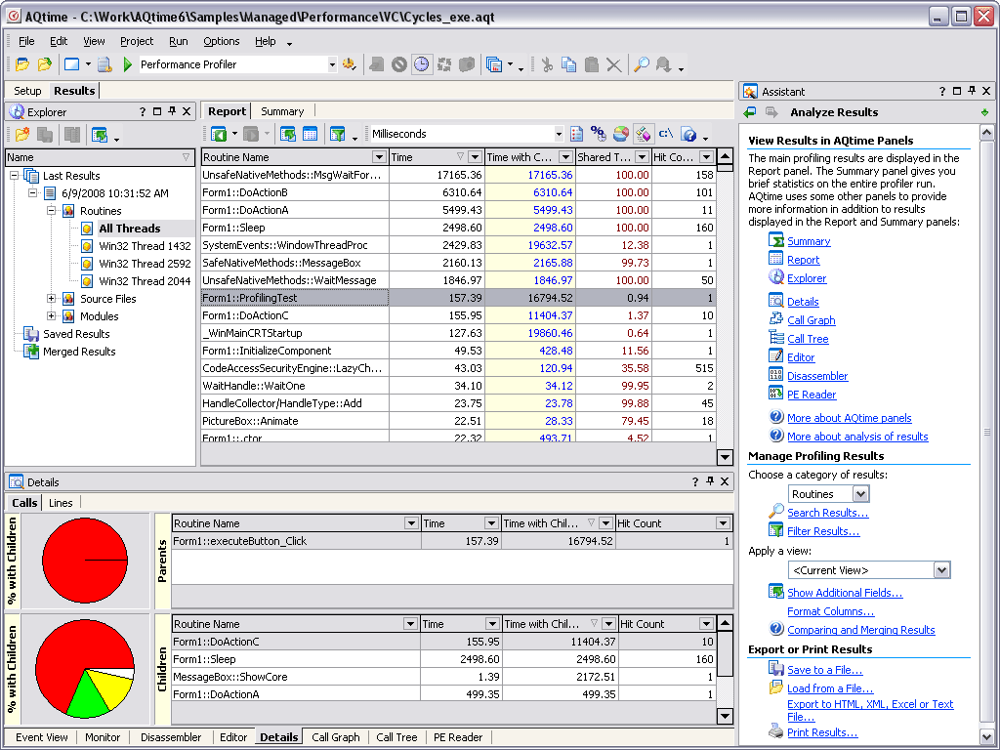 AQtime - C:\Work\AQtime6\Samples\Managed\Performance\VC\Cycles_exe.aqt
File Edit View Project Run Options Help
Performance Profiler
Setup Results
Explorer
Name
Last Results
6/9/2008 10:31:52 AM
Routines
All Threads
Win32 Thread 1432
Win32 Thread 2592
Win32 Thread 2044
Source Files
Modules
Saved Results
Merged Results
Report Summary
Milliseconds
Routine Name Time Time with C... Shared T... Hit Co...
UnsafeNativeMethods::MsgWaitFor... 17165.36 17165.36 100.00 158
Form1::DoActionB 6310.64 6310.64 100.00 101
Form1::DoActionA 5499.43 5499.43 100.00 11
Form1::Sleep 2498.60 2498.60 100.00 160
SystemEvents::WindowThreadProc 2429.83 19632.57 12.38 1
SafeNativeMethods::MessageBox 2160.13 2165.88 99.73 1
UnsafeNativeMethods::WaitMessage 1846.97 1846.97 100.00 50
Form1::ProfilingTest 157.39 16794.52 0.94 1
Form1::DoActionC 155.95 11404.37 1.37 10
_WinMainCRTStartup 127.63 19860.46 0.64 1
Form1::InitializeComponent 49.53 428.48 11.56 1
CodeAccessSecurityEngine::LazyCh... 43.03 120.94 35.58 515
WaitHandle::WaitOne 34.10 34.12 99.95 2
HandleCollector/HandleType::Add 23.75 23.78 99.88 45
PictureBox::Animate 22.51 28.33 79.45 18
Form1::.ctor 22.32 493.71 4.52 1
Details
Calls Lines
% with Children
Parents
Routine Name Time Time with Chil... Hit Count
Form1::executeButton_Click 157.39 16794.52 1
% with Children
Children
Routine Name Time Time with Chil... Hit Count
Form1::DoActionC 155.95 11404.37 10
Form1::Sleep 2498.60 2498.60 160
MessageBox::ShowCore 1.39 2172.51 1
Form1::DoActionA 499.35 499.35 1
Event View Monitor Disassembler Editor Details Call Graph Call Tree PE Reader
Assistant
Analyze Results
View Results in AQtime Panels
The main profiling results are displayed in the
Report panel. The Summary panel gives you
brief statistics on the entire profiler run.
AQtime uses some other panels to provide
more information in addition to results
displayed in the Report and Summary panels:
Summary
Report
Explorer
Details
Call Graph
Call Tree
Editor
Disassembler
PE Reader
More about AQtime panels
More about analysis of results
Manage Profiling Results
Choose a category of results:
Routines
Search Results...
Filter Results...
Apply a view:
<Current View>
Show Additional Fields...
Format Columns...
Comparing and Merging Results
Export or Print Results
Save to a File...
Load from a File...
Export to HTML, XML, Excel or Text
File...
Print Results...